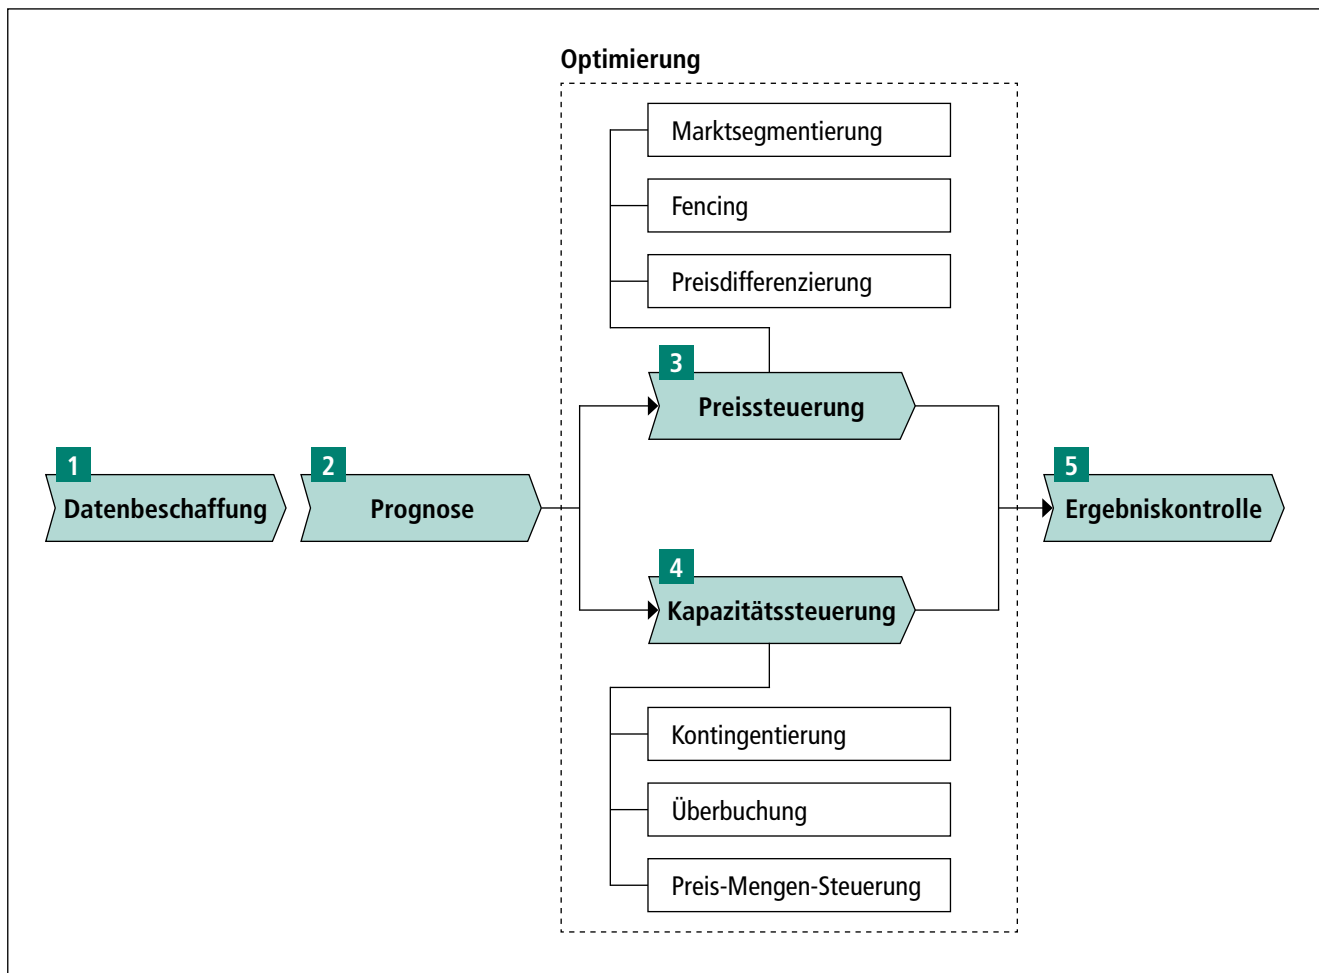 Optimierung
Marktsegmentierung
Fencing
Preisdifferenzierung
3
Preissteuerung
1
Datenbeschaffung
2
Prognose
5
Ergebniskontrolle
4
Kapazitätssteuerung
Kontingentierung
Überbuchung
Preis-Mengen-Steuerung